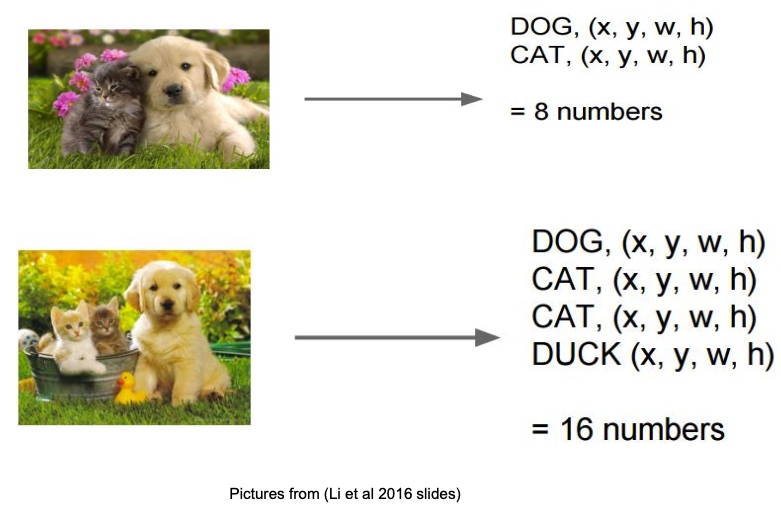 DOG, (x, y, w, h)
CAT, (x, y, w, h)
= 8 numbers
DOG, (x, y, w, h)
CAT, (x, y, w, h)
CAT, (x, y, w, h)
DUCK (x, y, w, h)
= 16 numbers
Pictures from (Li et al 2016 slides)